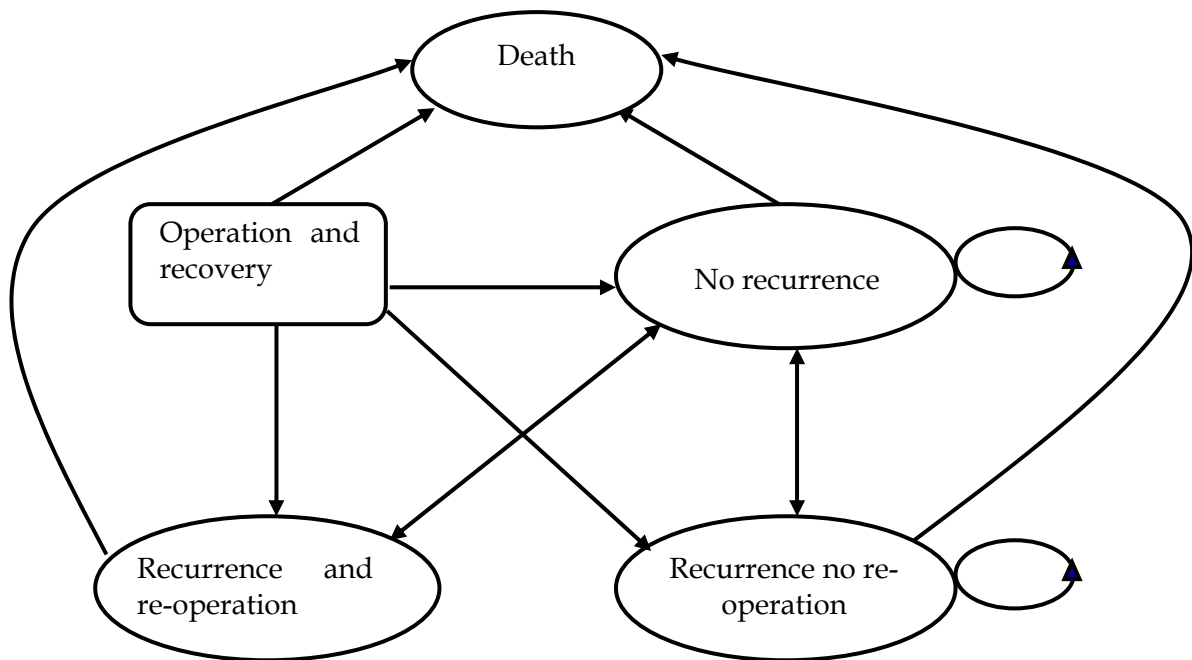 Death
Operation and
recovery
No recurrence
Recurrence and
re-operation
Recurrence no re-
operation